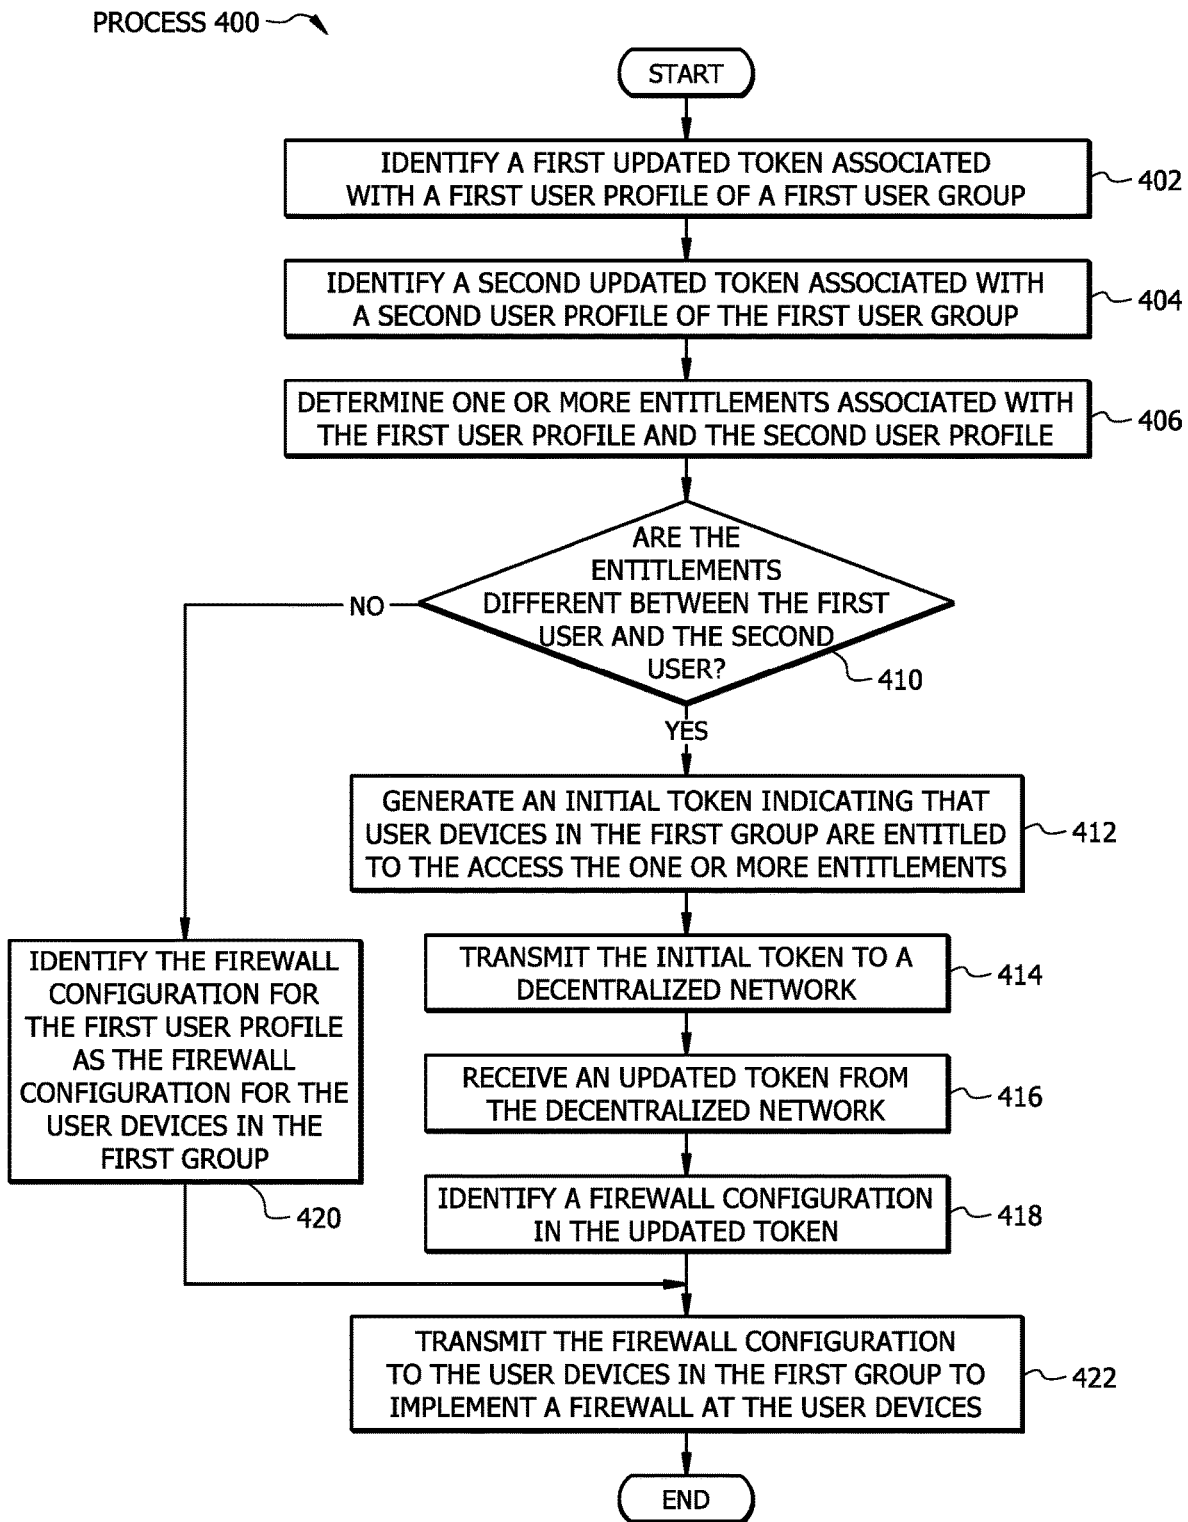 PROCESS 400
START
IDENTIFY A FIRST UPDATED TOKEN ASSOCIATED
WITH A FIRST USER PROFILE OF A FIRST USER GROUP
402
IDENTIFY A SECOND UPDATED TOKEN ASSOCIATED WITH
A SECOND USER PROFILE OF THE FIRST USER GROUP
404
DETERMINE ONE OR MORE ENTITLEMENTS ASSOCIATED WITH
THE FIRST USER PROFILE AND THE SECOND USER PROFILE
406
ARE THE
ENTITLEMENTS
DIFFERENT BETWEEN THE FIRST
USER AND THE SECOND
USER?
410
NO
YES
GENERATE AN INITIAL TOKEN INDICATING THAT
USER DEVICES IN THE FIRST GROUP ARE ENTITLED
TO THE ACCESS THE ONE OR MORE ENTITLEMENTS
412
TRANSMIT THE INITIAL TOKEN TO A
DECENTRALIZED NETWORK
414
RECEIVE AN UPDATED TOKEN FROM
THE DECENTRALIZED NETWORK
416
IDENTIFY A FIREWALL CONFIGURATION
IN THE UPDATED TOKEN
418
IDENTIFY THE FIREWALL
CONFIGURATION FOR
THE FIRST USER PROFILE
AS THE FIREWALL
CONFIGURATION FOR THE
USER DEVICES IN THE
FIRST GROUP
420
TRANSMIT THE FIREWALL CONFIGURATION
TO THE USER DEVICES IN THE FIRST GROUP TO
IMPLEMENT A FIREWALL AT THE USER DEVICES
422
END